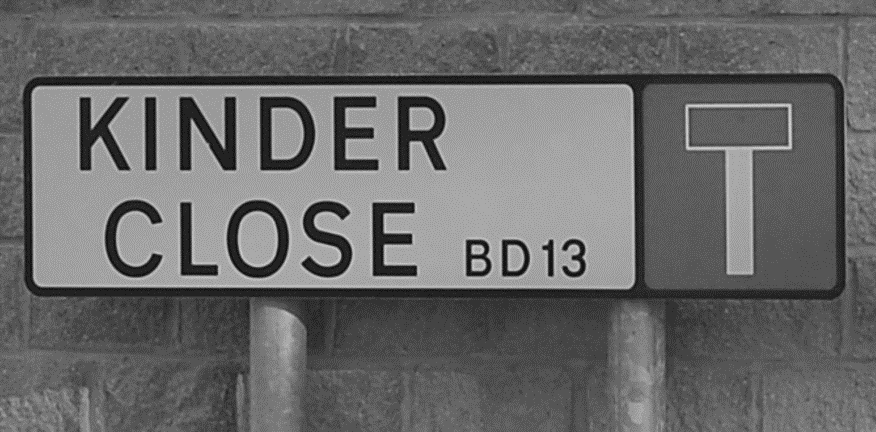 KINDER
CLOSE BD13